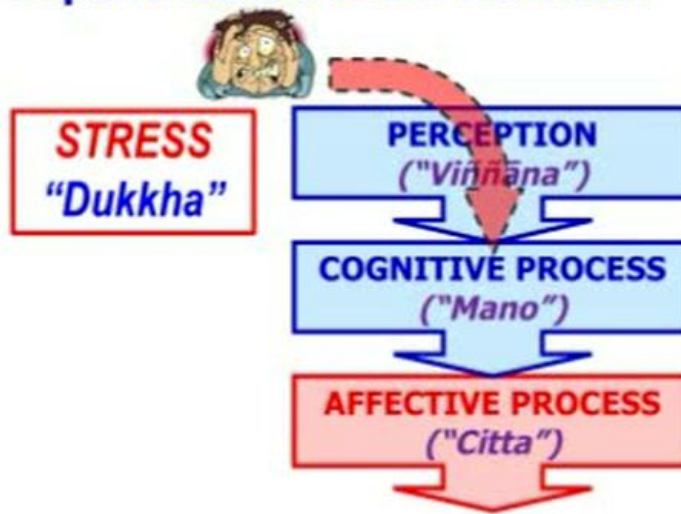 STRESS
“Dukkha”
PERCEPTION
(“Viññāna”)
COGNITIVE PROCESS
(“Mano”)
AFFECTIVE PROCESS
(“Citta”)